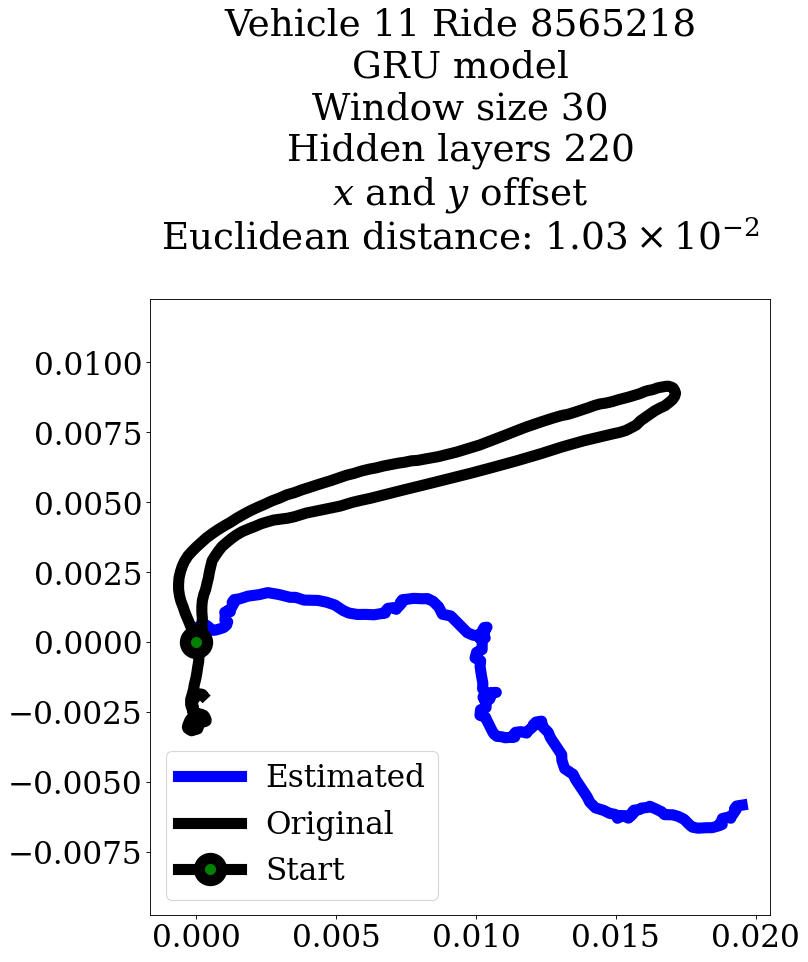 Vehicle 11 Ride 8565218
GRU model
Window size 30
Hidden layers 220
x and y offset
Euclidean distance: 1.03 × 10⁻²
0.0100
0.0075
0.0050
0.0025
0.0000
−0.0025
−0.0050
−0.0075
Estimated
Original
Start
0.000 0.005 0.010 0.015 0.020